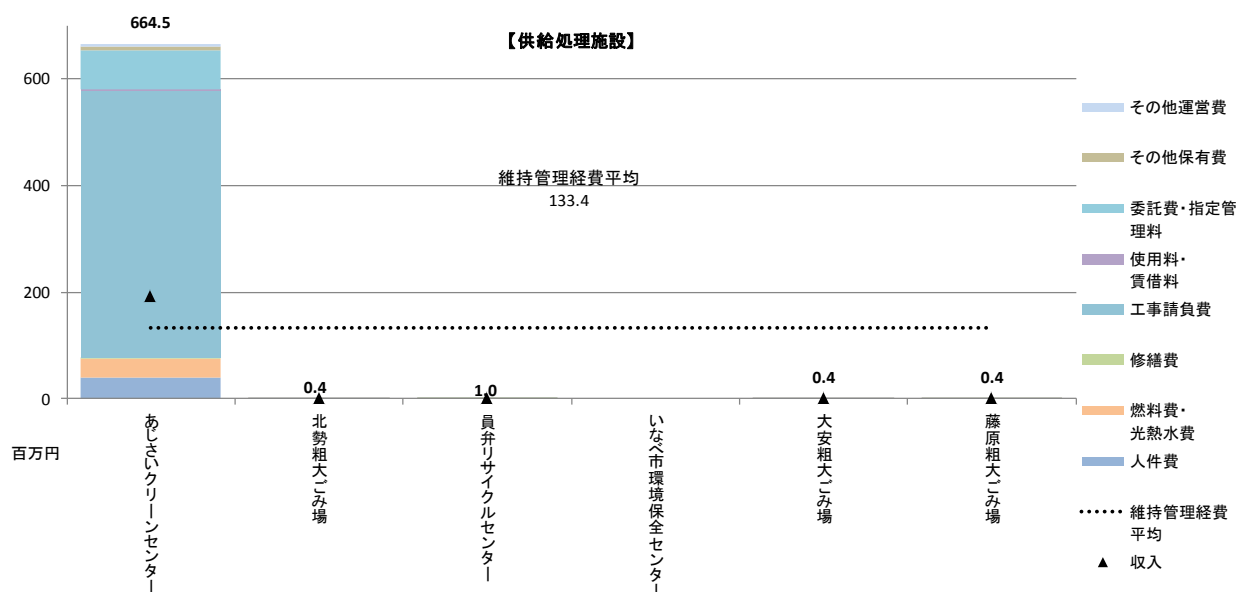 664.5
【供給処理施設】
600
400
200
0
百万円
維持管理経費平均
133.4
0.4
1.0
0.4
0.4
あじさいクリーンセンター
北勢粗大ごみ場
員弁リサイクルセンター
いなべ市環境保全センター
大安粗大ごみ場
藤原粗大ごみ場
その他運営費
その他保有費
委託費・指定管
理料
使用料・
賃借料
工事請負費
修繕費
燃料費・
光熱水費
人件費
維持管理経費
平均
収入